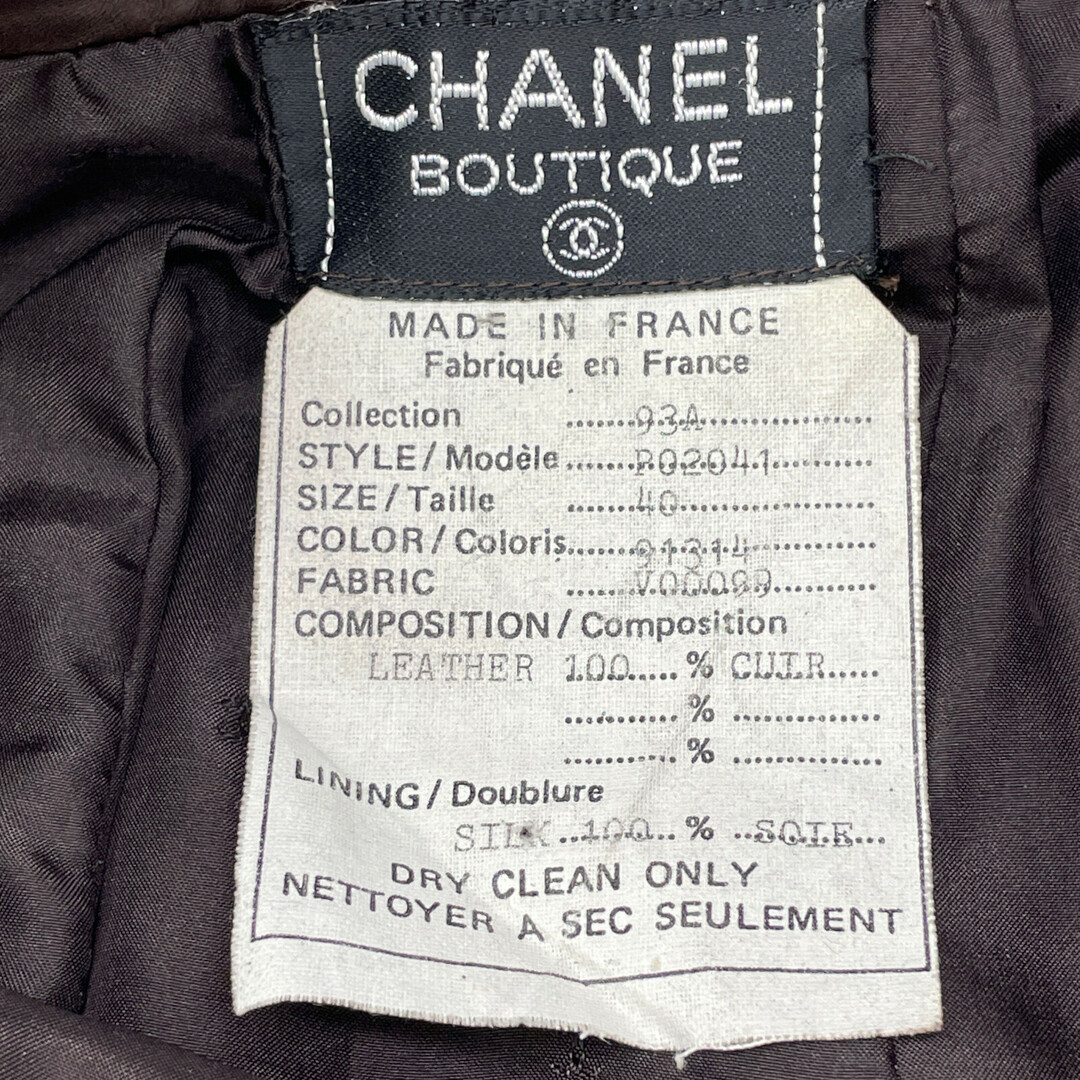 CHANEL
BOUTIQUE
MADE IN FRANCE
Fabriqué en France
Collection ........93A................
STYLE/Modèle.......P02041...........
SIZE/Taille .......40................
COLOR/Coloris.......91314............
FABRIC ......V00099............
COMPOSITION/Composition
LEATHER 100.....% CUIR.....
...........% ...............
...........% ...............
LINING/Doublure
SILK ..100...% ..SOIE...
DRY CLEAN ONLY
NETTOYER A SEC SEULEMENT